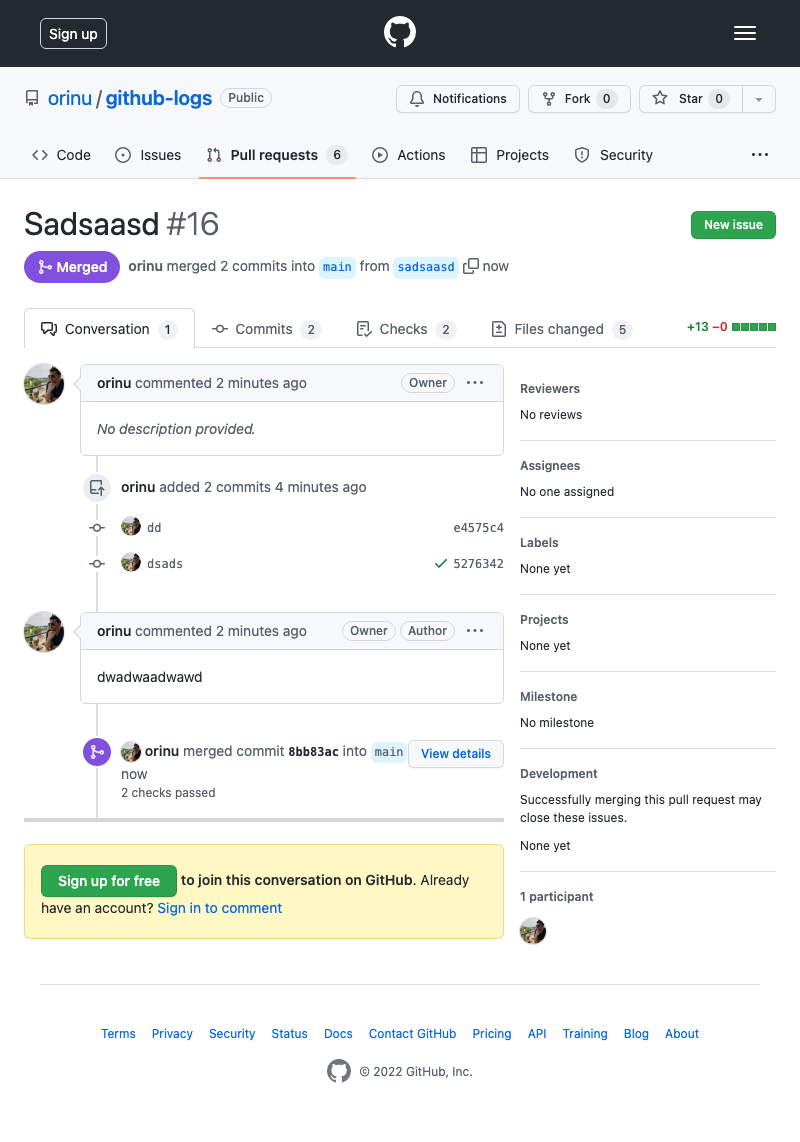 Sign up
orinu / github-logs Public
Notifications
Fork 0
Star 0
Code
Issues
Pull requests 6
Actions
Projects
Security
Sadsaasd #16
New issue
Merged
orinu merged 2 commits into main from sadsaasd now
Conversation 1
Commits 2
Checks 2
Files changed 5
+13 −0
orinu commented 2 minutes ago
Owner
No description provided.
orinu added 2 commits 4 minutes ago
dd e4575c4
dsads 5276342
orinu commented 2 minutes ago
Owner Author
dwadwaadwawd
orinu merged commit 8bb83ac into main
now
2 checks passed
View details
Sign up for free to join this conversation on GitHub. Already
have an account? Sign in to comment
Reviewers
No reviews
Assignees
No one assigned
Labels
None yet
Projects
None yet
Milestone
No milestone
Development
Successfully merging this pull request may
close these issues.
None yet
1 participant
Terms Privacy Security Status Docs Contact GitHub Pricing API Training Blog About
© 2022 GitHub, Inc.